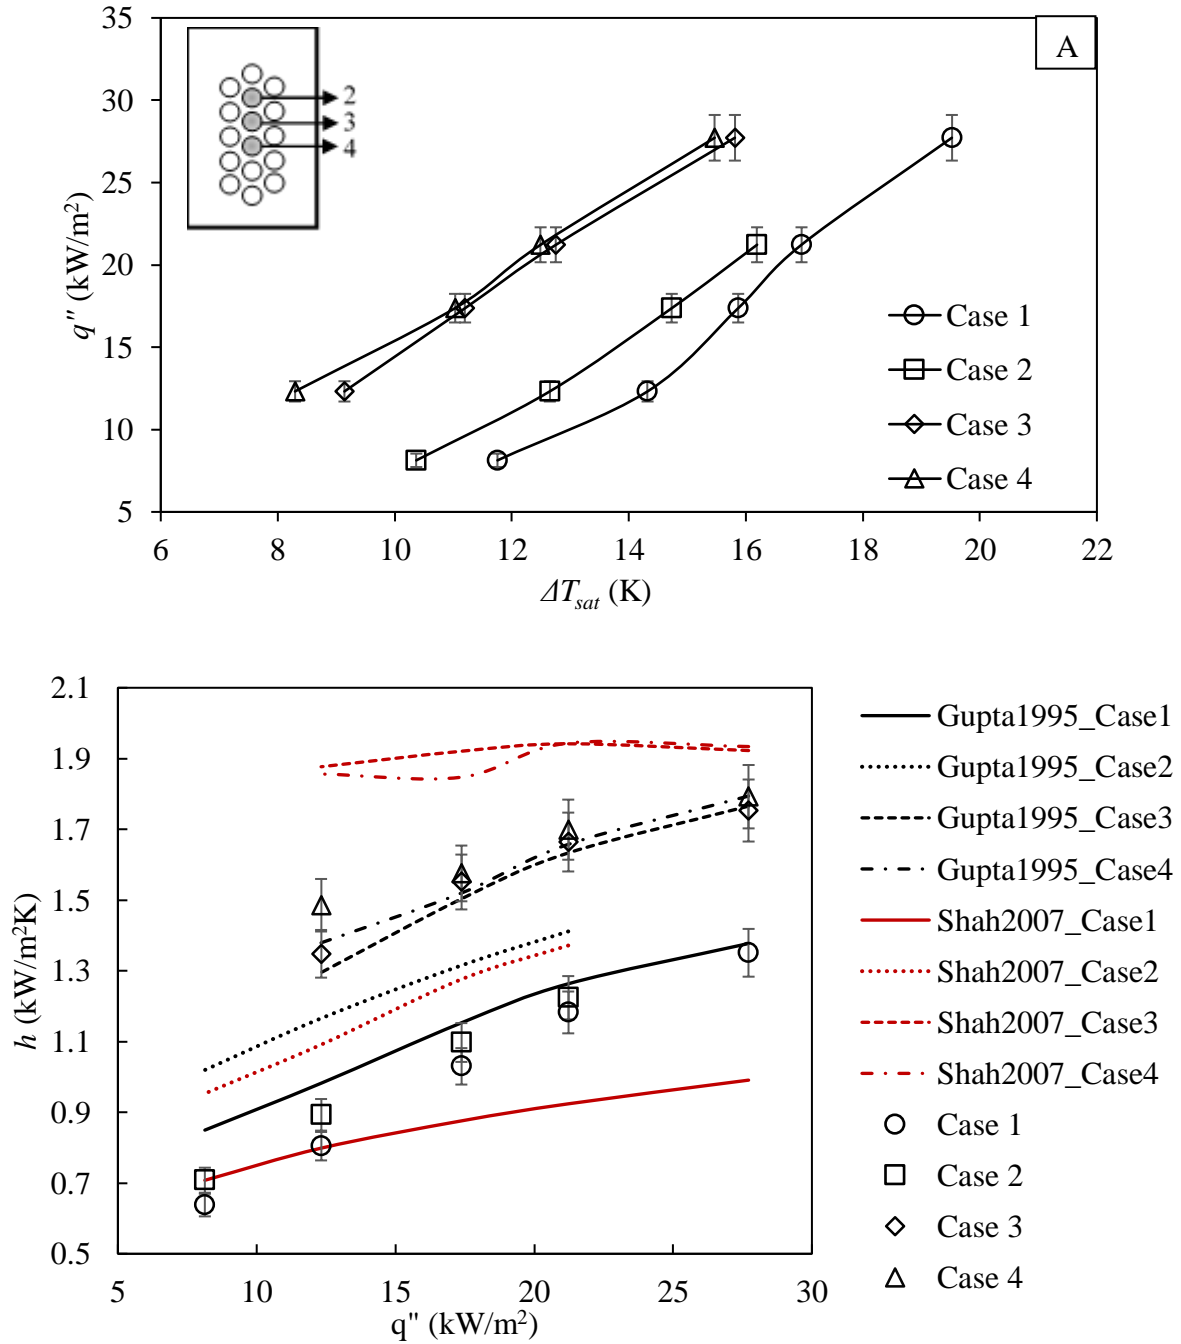 35
A
30
25
20
15
10
5
q" (kW/m²)
2
3
4
Case 1
Case 2
Case 3
Case 4
6 8 10 12 14 16 18 20 22
ΔTsat (K)
2.1
1.9
1.7
1.5
1.3
1.1
0.9
0.7
0.5
h (kW/m²K)
5 10 15 20 25 30
q" (kW/m²)
Gupta1995_Case1
Gupta1995_Case2
Gupta1995_Case3
Gupta1995_Case4
Shah2007_Case1
Shah2007_Case2
Shah2007_Case3
Shah2007_Case4
Case 1
Case 2
Case 3
Case 4